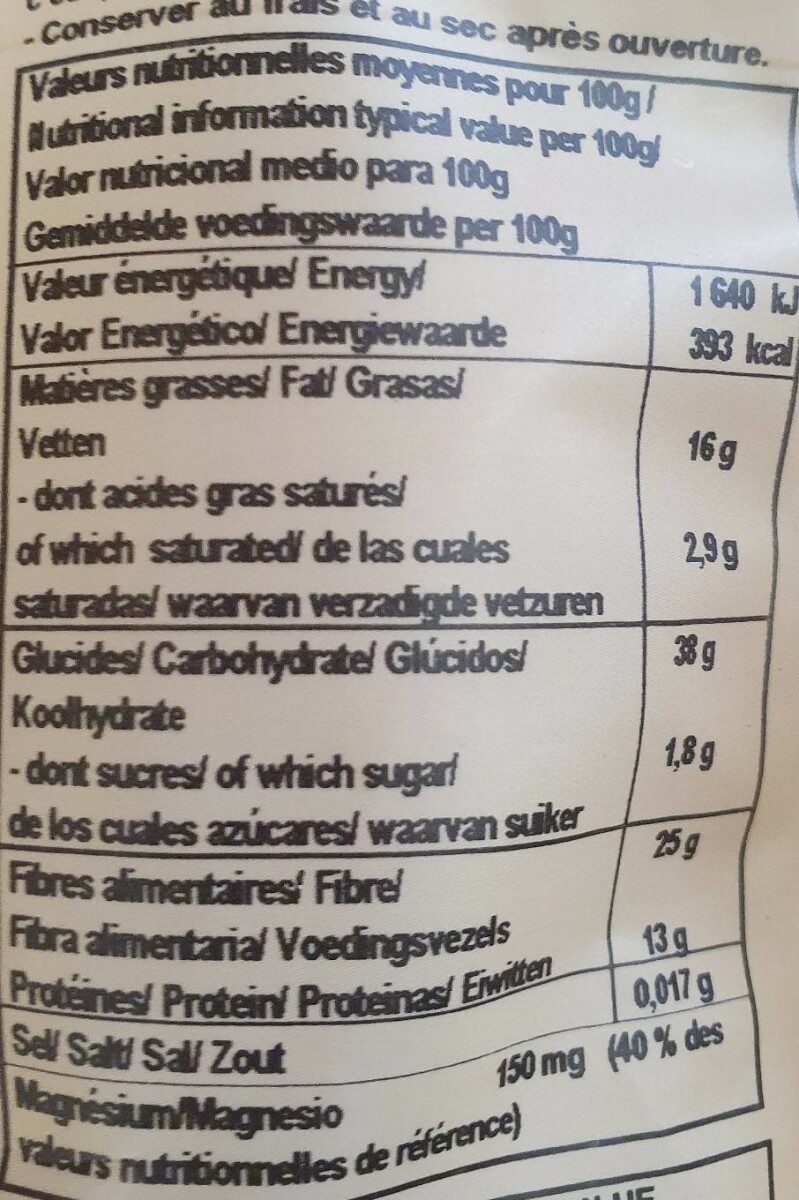 - Conserver au frais et au sec après ouverture.
Valeurs nutritionnelles moyennes pour 100g /
Nutritional information typical value per 100g/
Valor nutricional medio para 100g
Gemiddelde voedingswaarde per 100g
Valeur énergétique/ Energy/ 1 640 kJ
Valor Energético/ Energiewaarde 393 kcal
Matières grasses/ Fat/ Grasas/
Vetten 16 g
- dont acides gras saturés/
of which saturated/ de las cuales 2,9 g
saturadas/ waarvan verzadigde vetzuren
Glucides/ Carbohydrate/ Glúcidos/ 38 g
Koolhydrate
- dont sucres/ of which sugar/ 1,8 g
de los cuales azúcares/ waarvan suiker
Fibres alimentaires/ Fibre/ 25 g
Fibra alimentaria/ Voedingsvezels
Protéines/ Protein/ Proteinas/ Eiwitten 13 g
Sel/ Salt/ Sal/ Zout 0,017 g
Magnésium/Magnesio 150 mg (40 % des
valeurs nutritionnelles de référence)